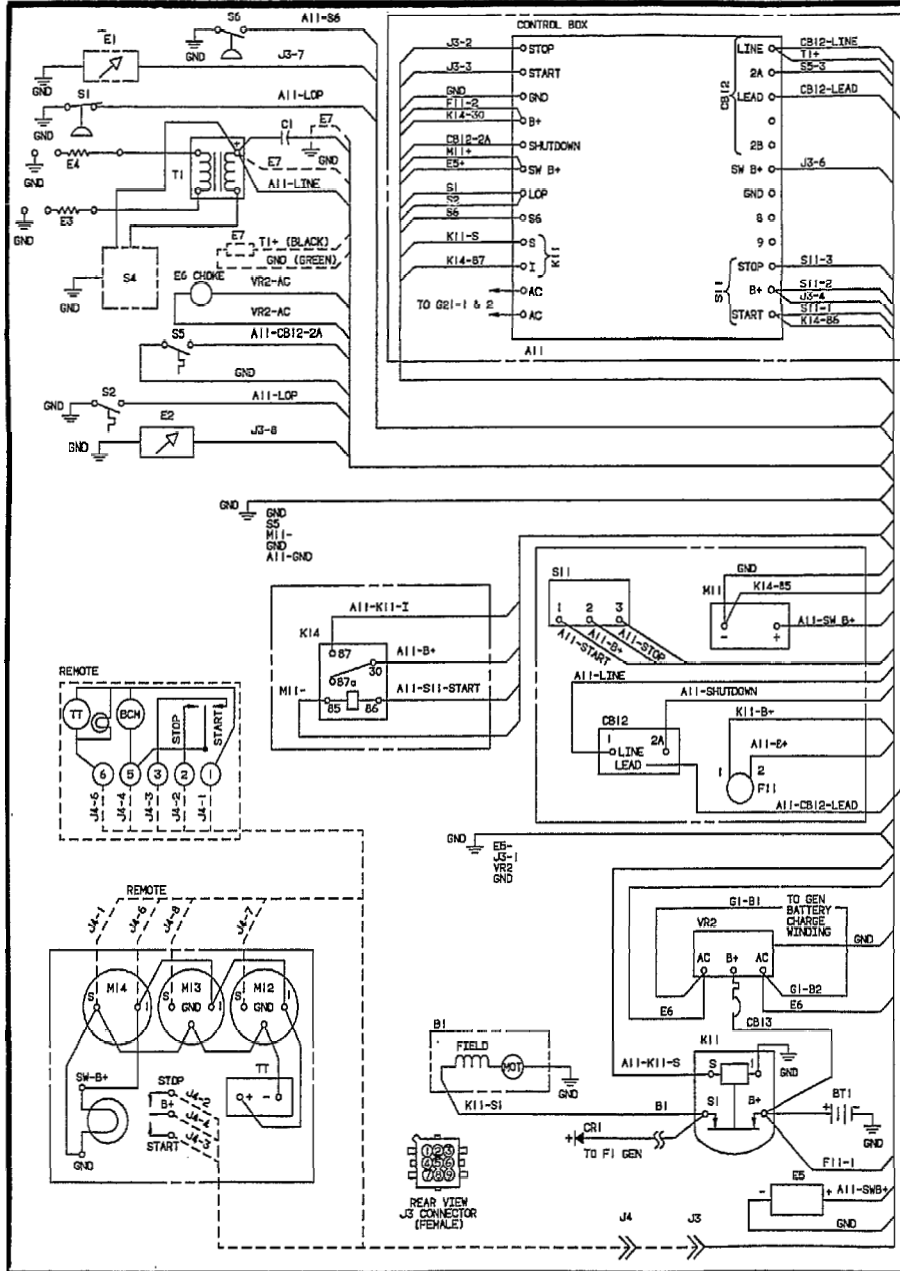 CONTROL BOX
J3-2
STOP
J3-3
START
GND
GND
F11-2
K14-30
B+
CB12-2A
SHUTDOWN
M11+
E5+
SW B+
S1
S2
LOP
S6
S6
K11-S
S
K14-87
I
K11
AC
TO G21-1 & 2
AC
A11
LINE
CB12-LINE
T1+
2A
S5-3
LEAD
CB12-LEAD
CB12
2B
SW B+
J3-6
GND
8
9
STOP
S11-3
B+
S11-2
J3-4
START
S11-1
K14-86
S11
S6
A11-S6
GND
E1
J3-7
GND
S1
A11-LOP
GND
C1
E7
GND
E4
GND
T1
+
E7
A11-LINE
E3
GND
S4
GND
E7
T1+ (BLACK)
GND (GREEN)
E6 CHOKE
VR2-AC
VR2-AC
S5
A11-CB12-2A
GND
S2
A11-LOP
GND
E2
J3-8
GND
GND
GND
S5
M11-
GND
A11-GND
K14
87
A11-K11-I
30
A11-B+
87a
M11-
85
86
A11-S11-START
S11
1
2
3
A11-START
A11-B+
A11-STOP
M11
GND
K14-85
-
+
A11-SW B+
A11-LINE
A11-SHUTDOWN
CB12
1
LINE
2A
LEAD
K11-B+
A11-B+
1
2
F11
A11-CB12-LEAD
REMOTE
TT
BCM
STOP
START
6
5
3
2
1
J4-4
J4-3
J4-2
J4-1
GND
E6-
J3-1
VR2
GND
REMOTE
J4-1
J4-6
J4-8
J4-7
M14
S
I
M13
S
GND
I
M12
S
GND
I
SW-B+
GND
STOP
J4-2
B+
J4-4
START
J4-3
TT
+ -
G1-B1
TO GEN
BATTERY
CHARGE
WINDING
VR2
AC
B+
AC
GND
G1-B2
E6
E6
CB13
B1
FIELD
MOT
GND
K11-S1
K11
A11-K11-S
S
I
GND
B1
S1
B+
BT1
+
GND
CR1
+
TO F1 GEN
F11-1
1 2 3
4 5 6
7 8 9
REAR VIEW
J3 CONNECTOR
(FEMALE)
E5
- +
A11-SWB+
GND
J4
J3